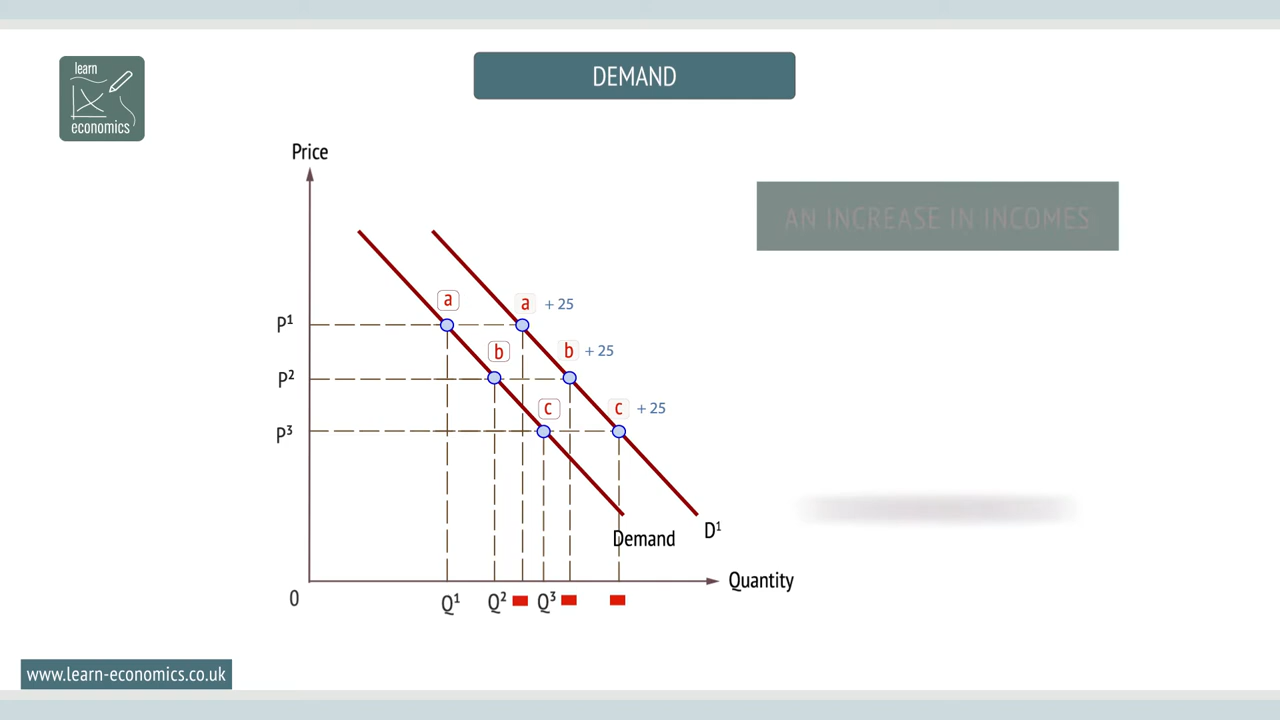 learn
economics
DEMAND
Price
AN INCREASE IN INCOMES
a
a + 25
P¹
b
b + 25
P²
c
c + 25
P³
Demand
D¹
Quantity
0
Q¹
Q²
Q³
www.learn-economics.co.uk